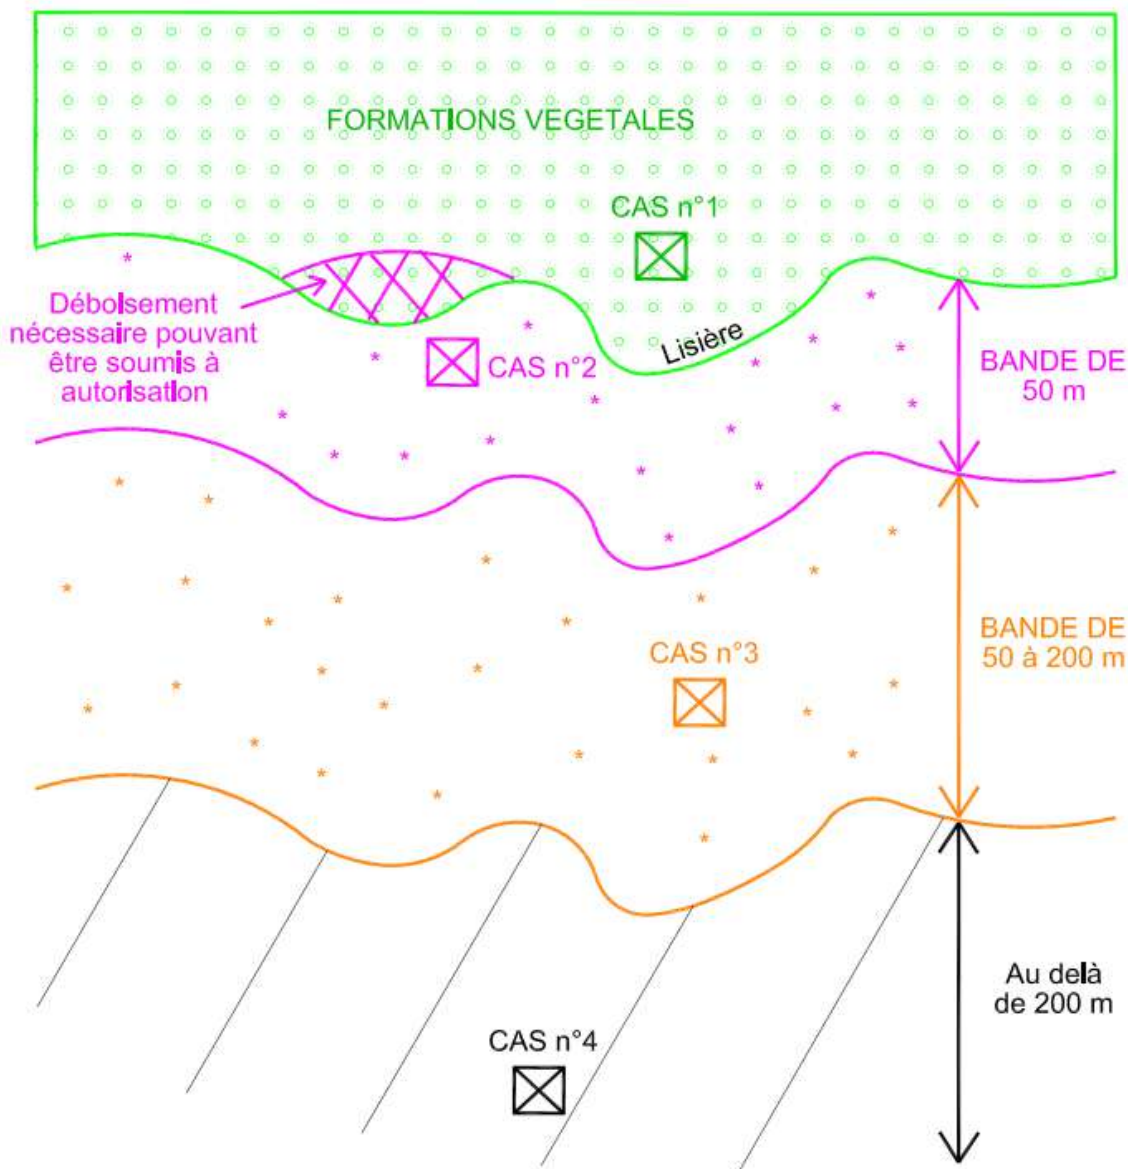 FORMATIONS VEGETALES
CAS n°1
Déboisement
nécessaire pouvant
être soumis à
autorisation
Lisière
CAS n°2
BANDE DE
50 m
BANDE DE
50 à 200 m
CAS n°3
Au delà
de 200 m
CAS n°4